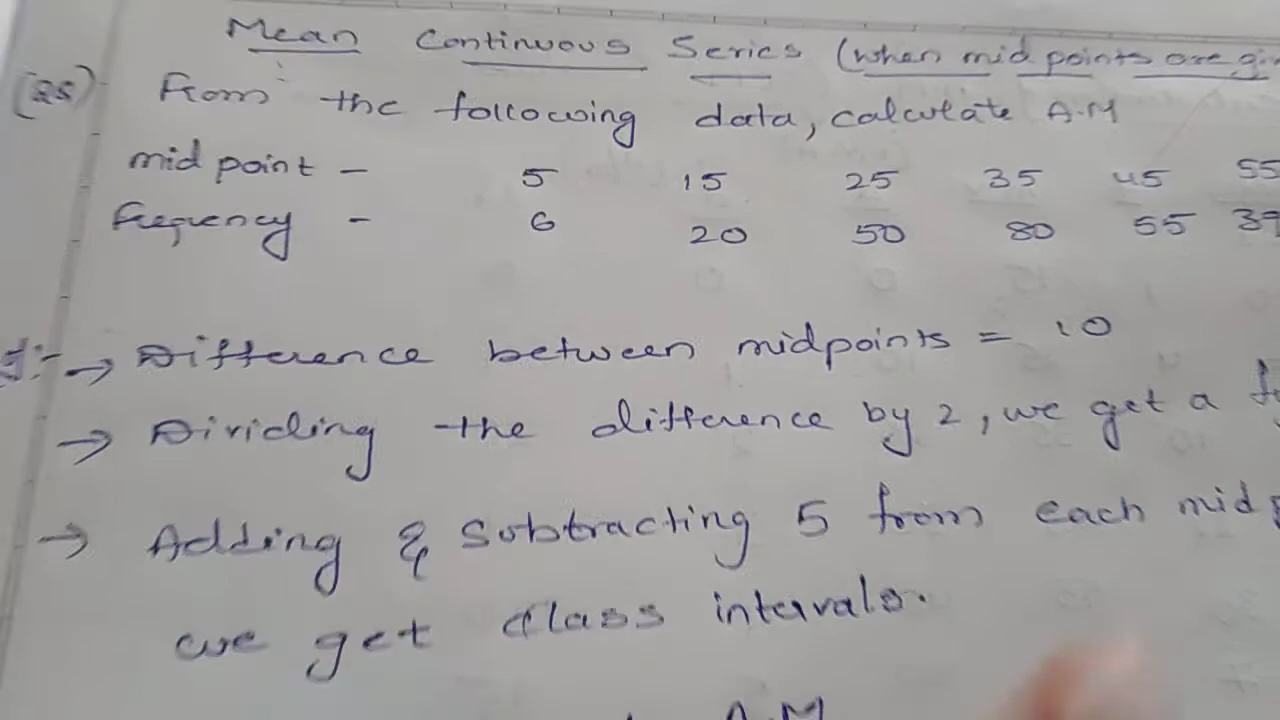 Mean Continuous Series (when mid points are gi
(25) From the following data, calculate A.M
mid point - 5 15 25 35 45 55
Frequency - 6 20 50 80 55 39
→ Difference between midpoints = 10
→ Dividing the difference by 2, we get a
→ Adding & Subtracting 5 from each mid
we get Class intervals.
A.M